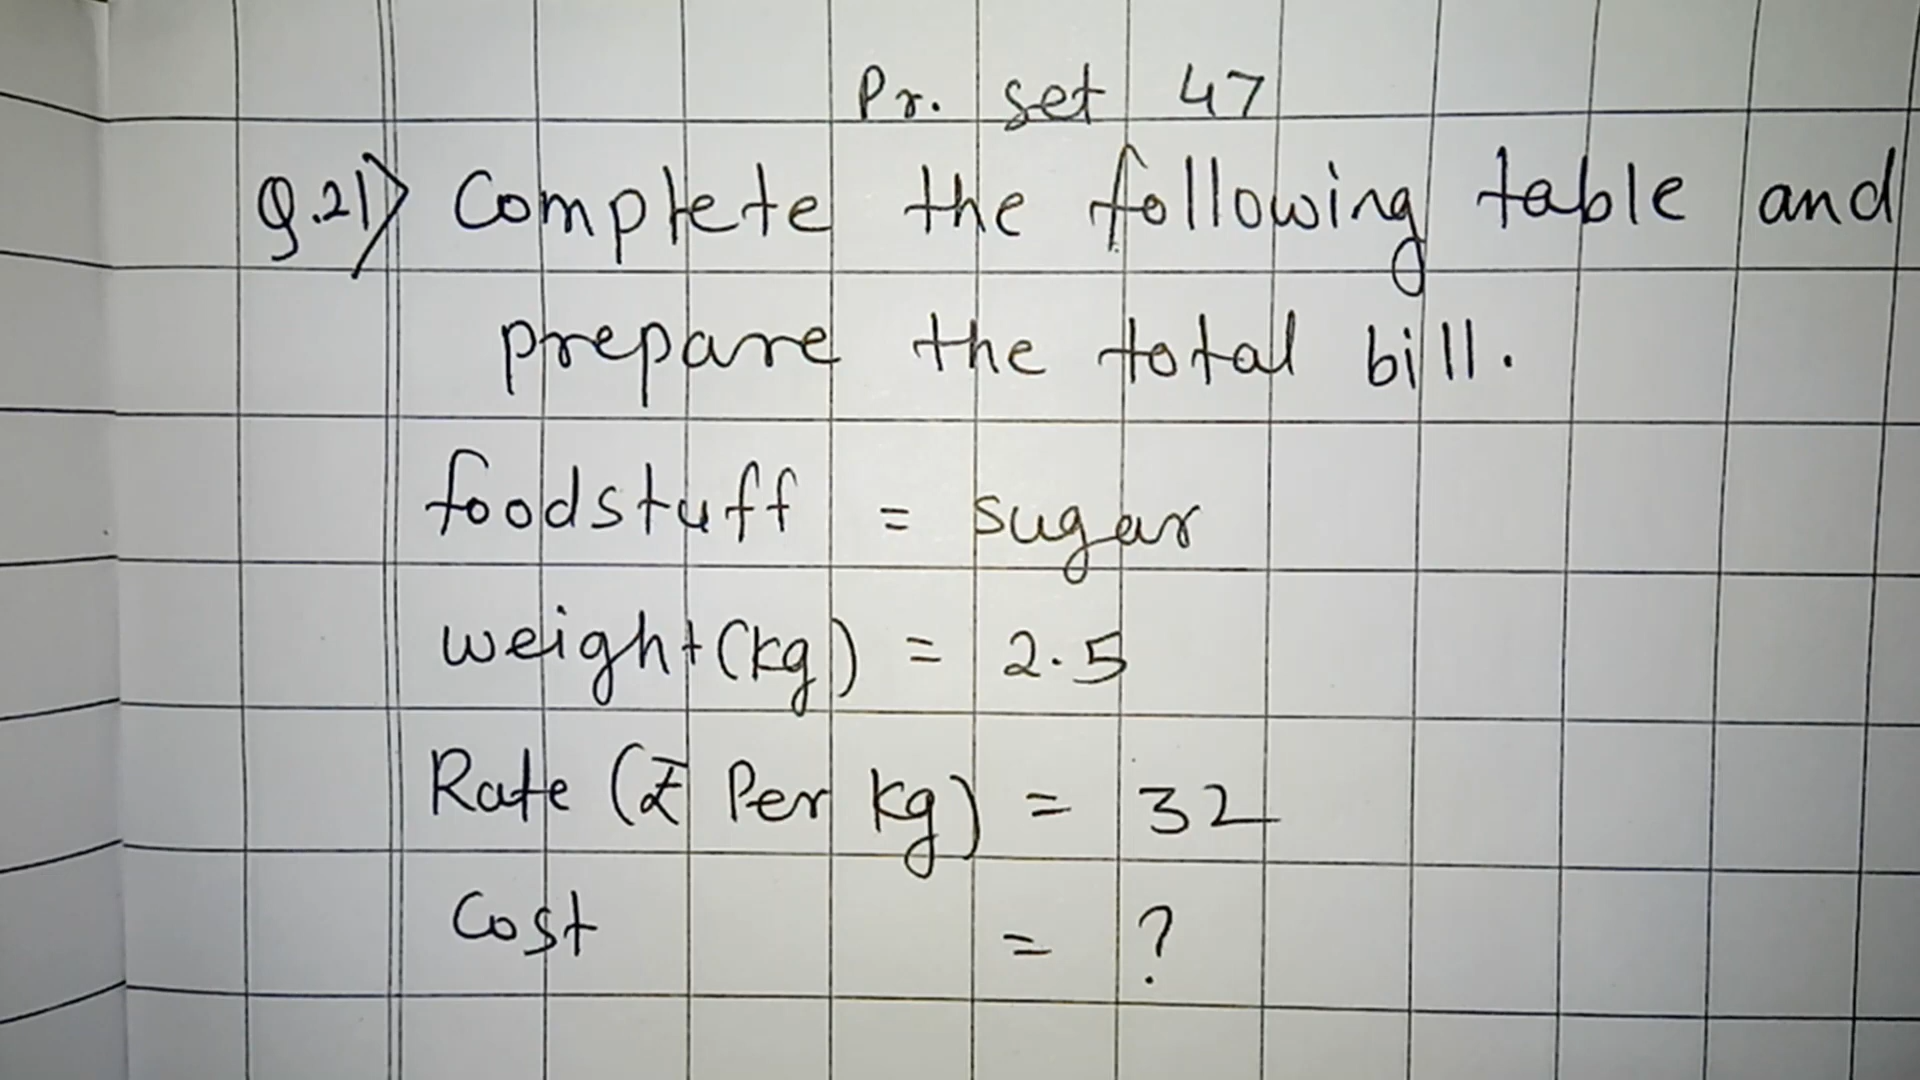 Pr. set 47
Q.21) Complete the following table and
prepare the total bill.
foodstuff = sugar
weight (kg) = 2.5
Rate (₹ Per kg) = 32
Cost = ?